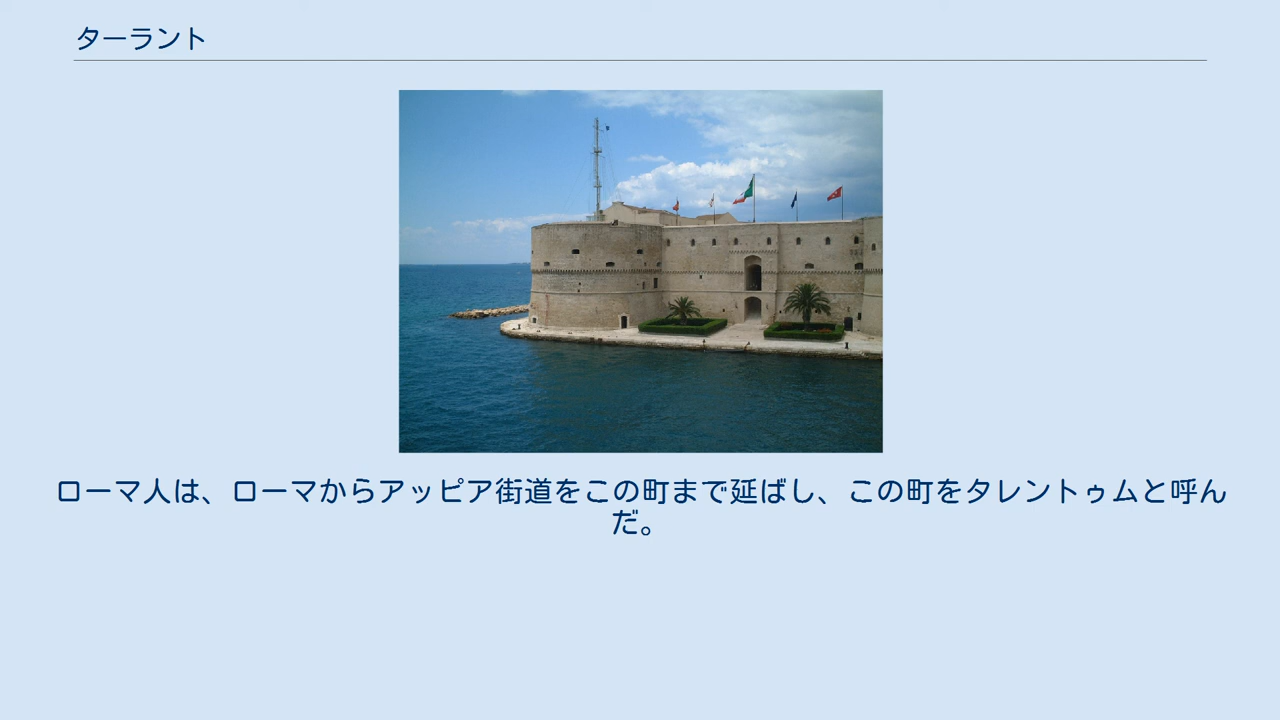 ターラント
ローマ人は、ローマからアッピア街道をこの町まで延ばし、この町をタレントゥムと呼ん
だ。